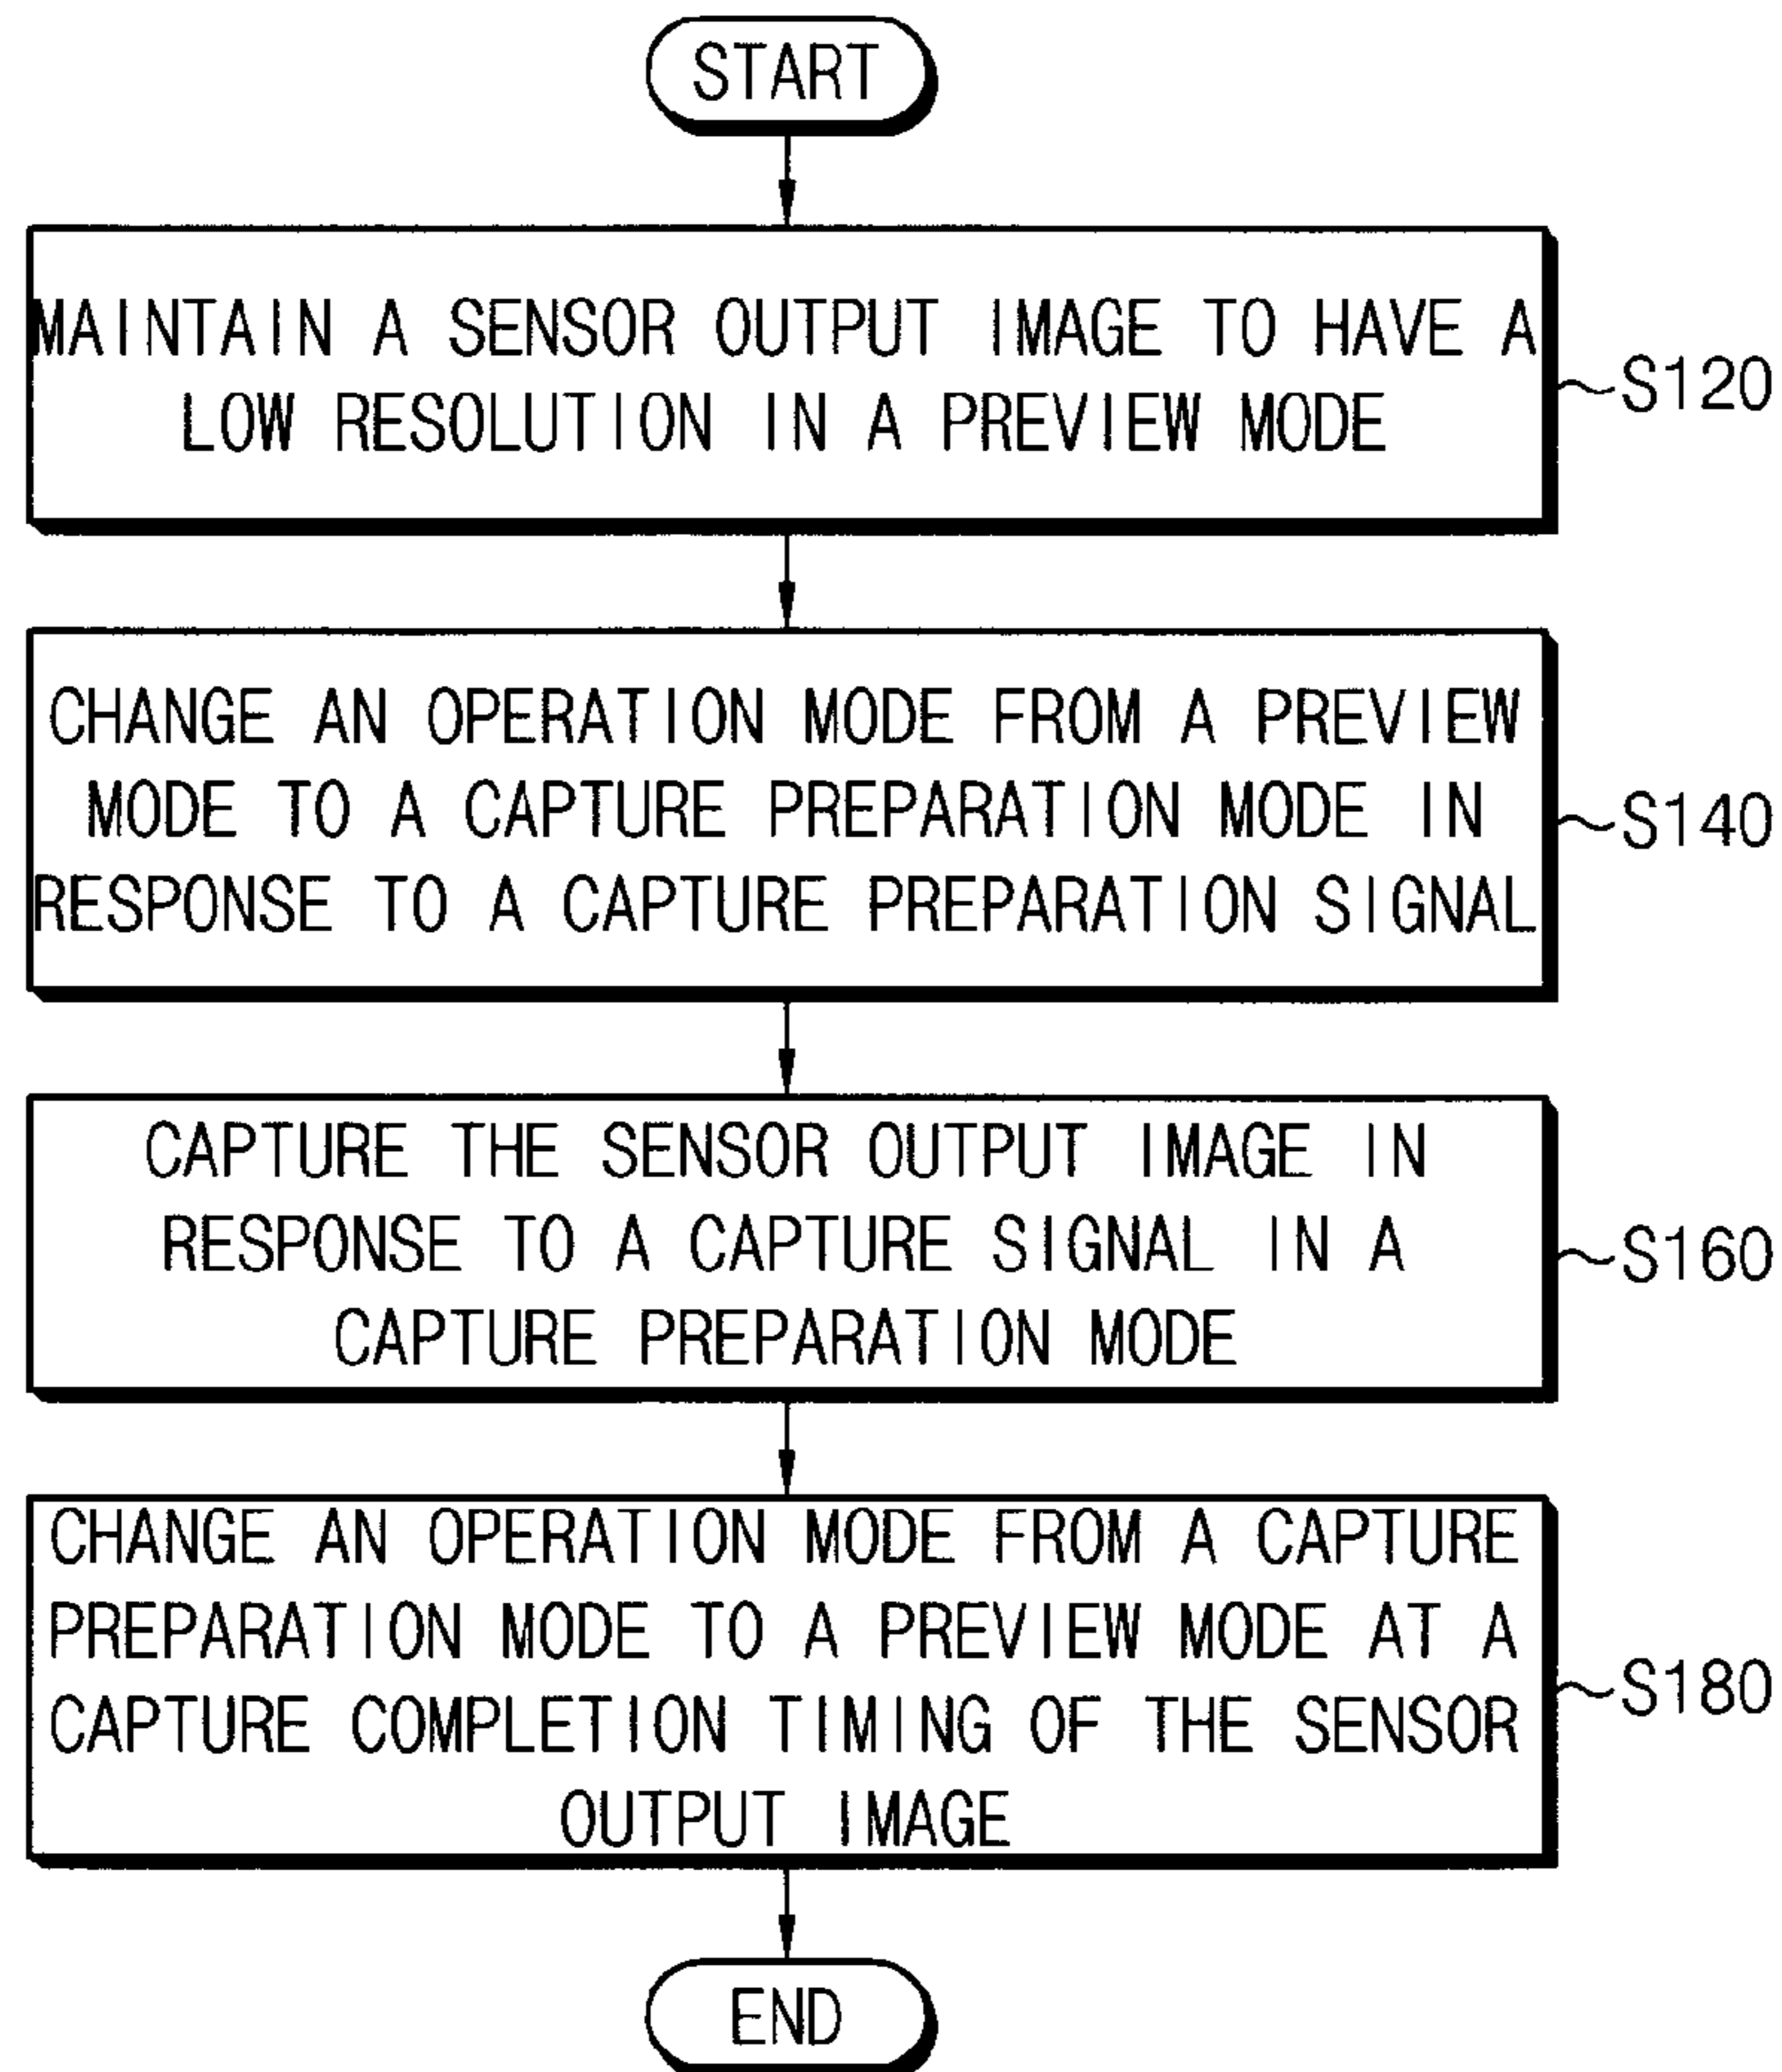 START
MAINTAIN A SENSOR OUTPUT IMAGE TO HAVE A
LOW RESOLUTION IN A PREVIEW MODE
S120
CHANGE AN OPERATION MODE FROM A PREVIEW
MODE TO A CAPTURE PREPARATION MODE IN
RESPONSE TO A CAPTURE PREPARATION SIGNAL
S140
CAPTURE THE SENSOR OUTPUT IMAGE IN
RESPONSE TO A CAPTURE SIGNAL IN A
CAPTURE PREPARATION MODE
S160
CHANGE AN OPERATION MODE FROM A CAPTURE
PREPARATION MODE TO A PREVIEW MODE AT A
CAPTURE COMPLETION TIMING OF THE SENSOR
OUTPUT IMAGE
S180
END